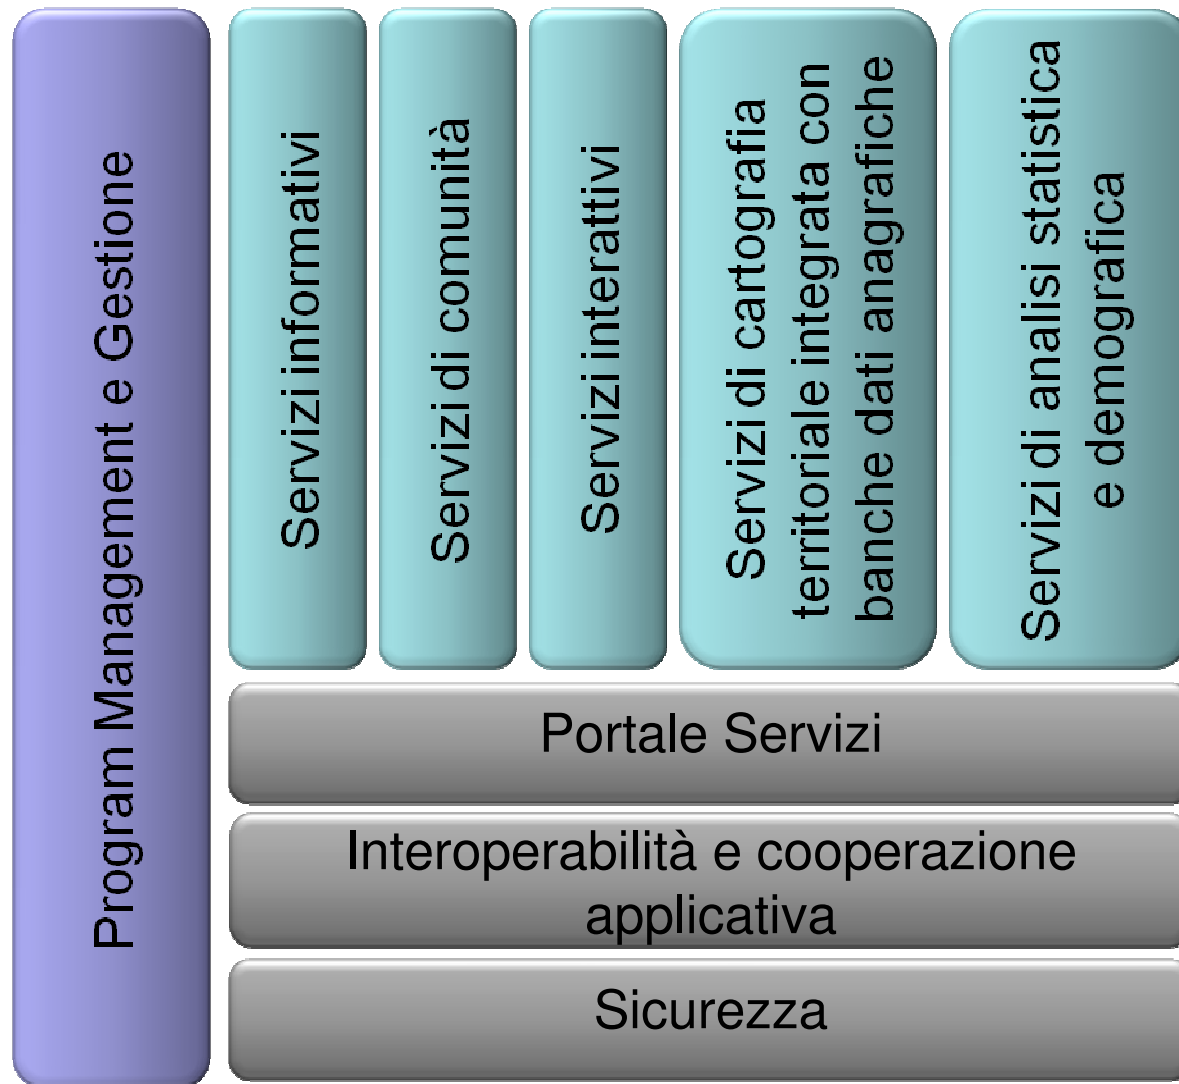 Program Management e Gestione
Servizi informativi
Servizi di comunità
Servizi interattivi
Servizi di cartografia
territoriale integrata con
banche dati anagrafiche
Servizi di analisi statistica
e demografica
Portale Servizi
Interoperabilità e cooperazione
applicativa
Sicurezza